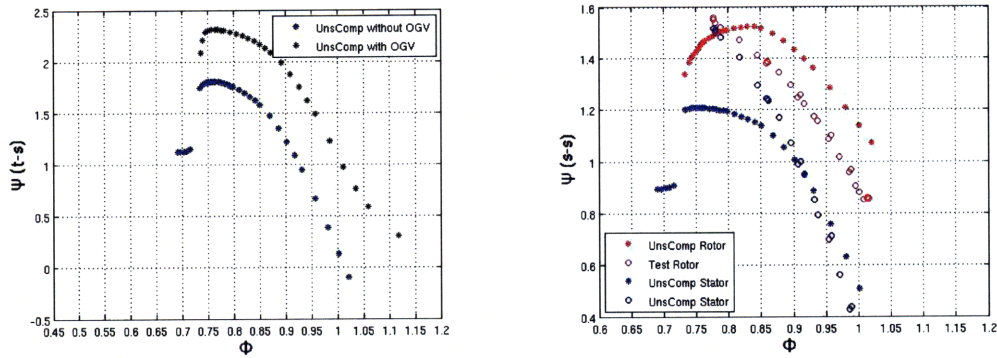 UnsComp without OGV
UnsComp with OGV
2.5
2
1.5
1
0.5
0
-0.5
Ψ (t-s)
0.45 0.5 0.55 0.6 0.65 0.7 0.75 0.8 0.85 0.9 0.95 1 1.05 1.1 1.15 1.2
Φ
1.6
1.4
1.2
1
0.8
0.6
0.4
Ψ (s-s)
UnsComp Rotor
Test Rotor
UnsComp Stator
UnsComp Stator
0.6 0.65 0.7 0.75 0.8 0.85 0.9 0.95 1 1.05 1.1 1.15 1.2
Φ